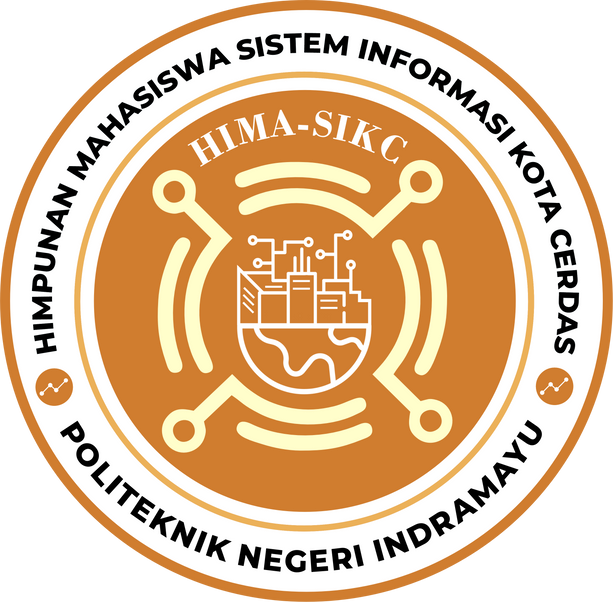 HIMPUNAN MAHASISWA SISTEM INFORMASI KOTA CERDAS
HIMA-SIKC
POLITEKNIK NEGERI INDRAMAYU